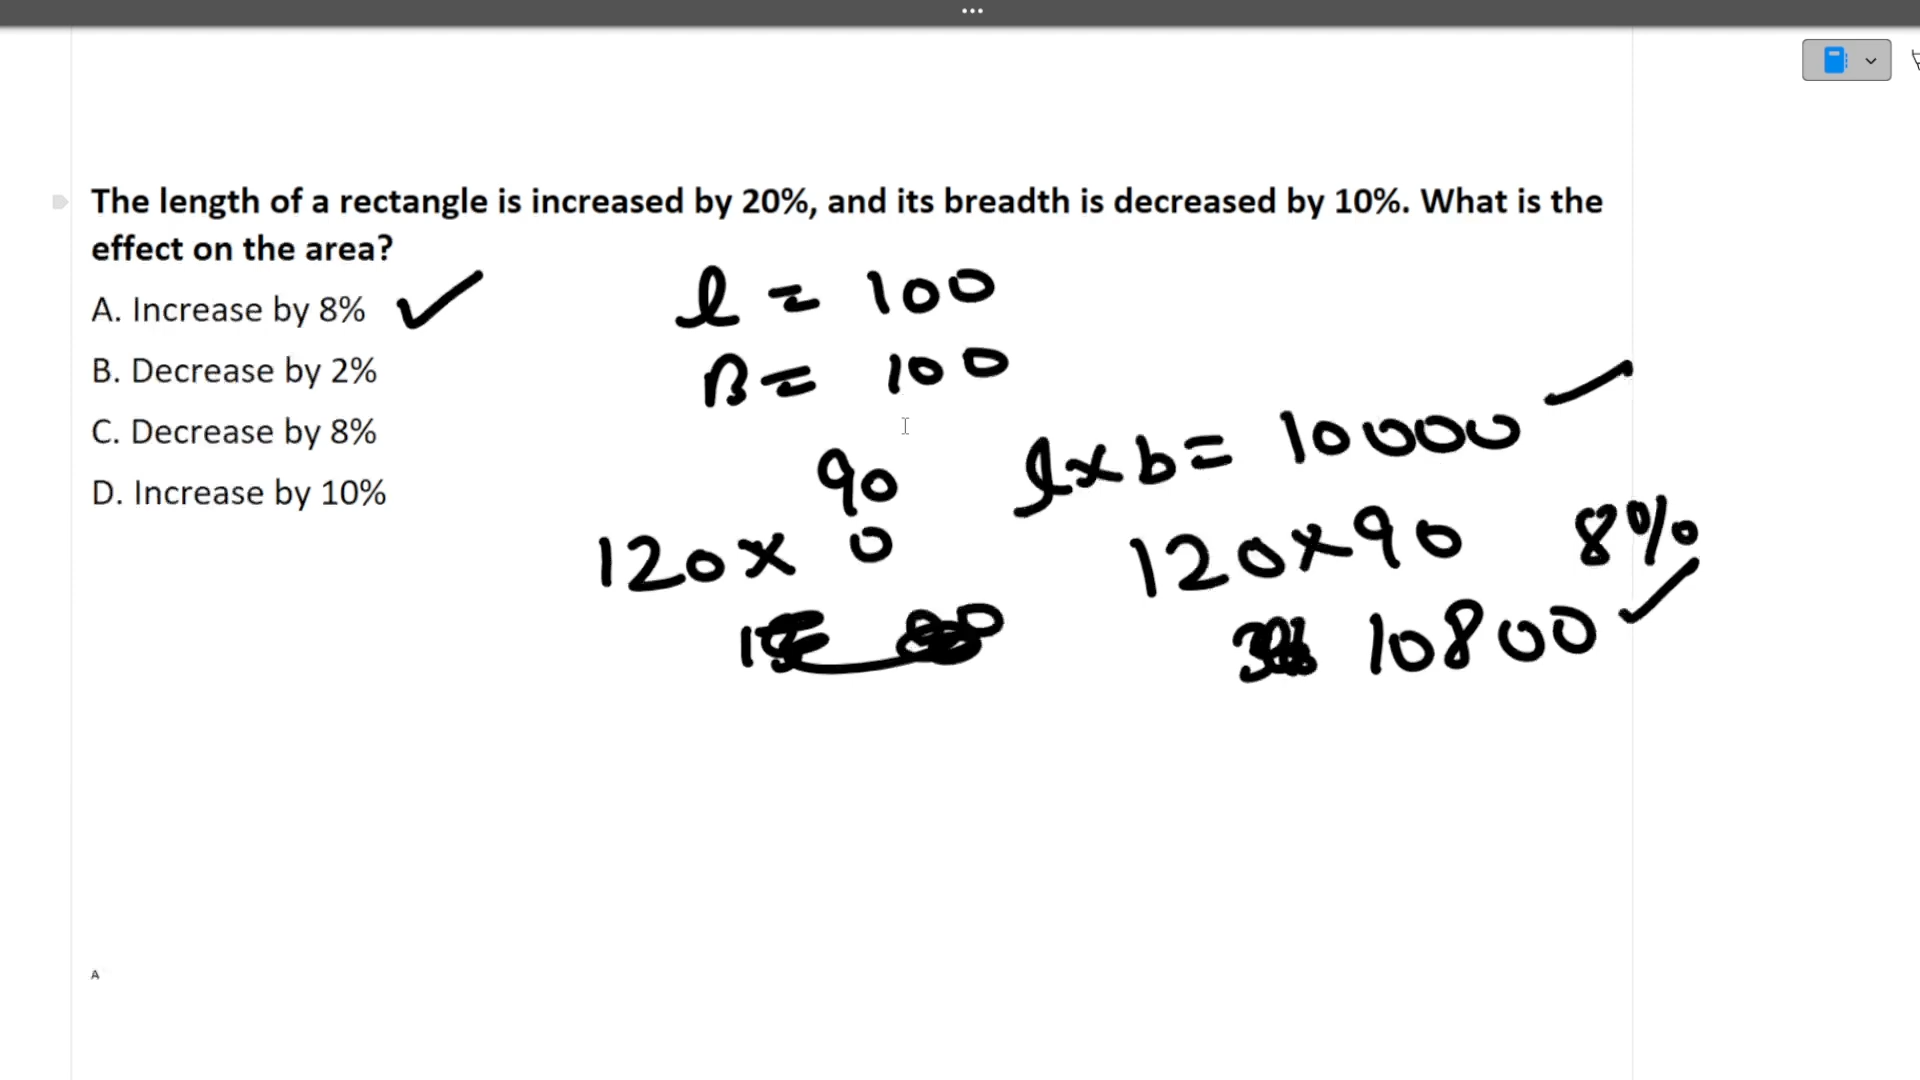 The length of a rectangle is increased by 20%, and its breadth is decreased by 10%. What is the
effect on the area?
A. Increase by 8%
B. Decrease by 2%
C. Decrease by 8%
D. Increase by 10%
l = 100
B = 100
l x b = 10000
90
120 x 0
120 x 90 8%
10800
A